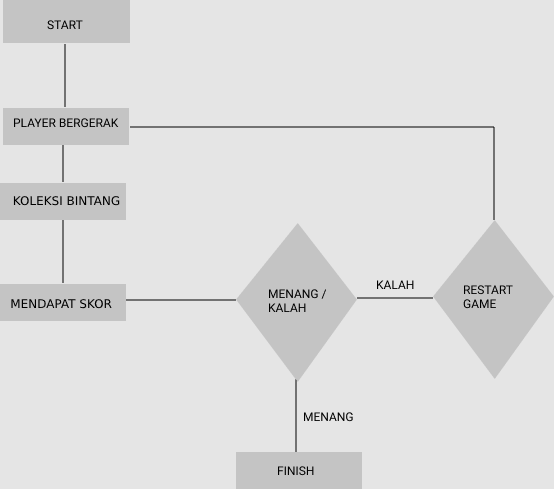 START
PLAYER BERGERAK
KOLEKSI BINTANG
MENDAPAT SKOR
MENANG /
KALAH
KALAH
RESTART
GAME
MENANG
FINISH